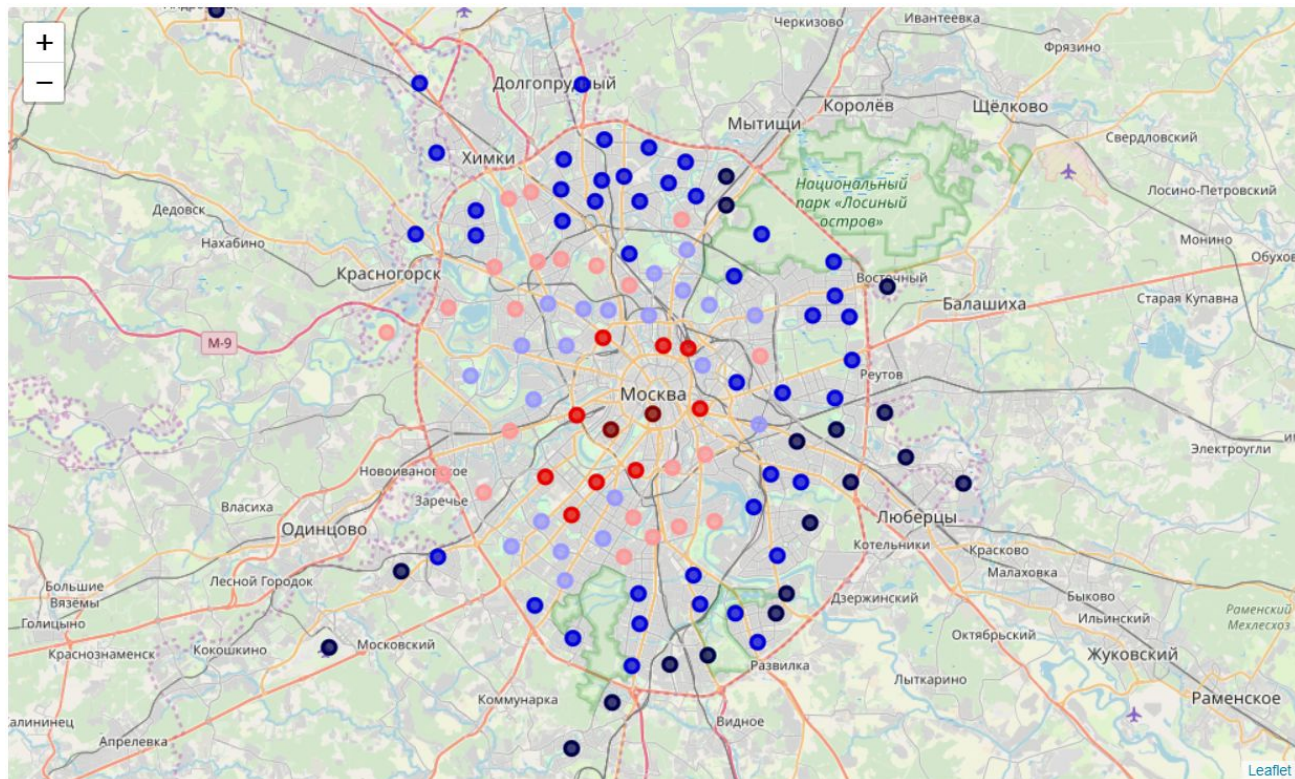 +
−
Черкизово
Ивантеевка
Фрязино
Долгопрудный
Королёв
Щёлково
Мытищи
Свердловский
Химки
Национальный
парк «Лосиный
остров»
Лосино-Петровский
Дедовск
Нахабино
Монино
Красногорск
Восточный
Балашиха
Старая Купавна
М-9
Реутов
Москва
Электроугли
Новоивановское
Заречье
Власиха
Люберцы
Одинцово
Котельники
Красково
Малаховка
Большие
Вязёмы
Лесной Городок
Дзержинский
Быково
Ильинский
Раменский
Мехлесхоз
Голицыно
Московский
Октябрьский
Краснознаменск
Кокошкино
Развилка
Жуковский
Лыткарино
Коммунарка
Раменское
Видное
Апрелевка
Leaflet